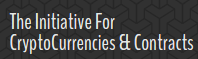 The Initiative For
CryptoCurrencies & Contracts